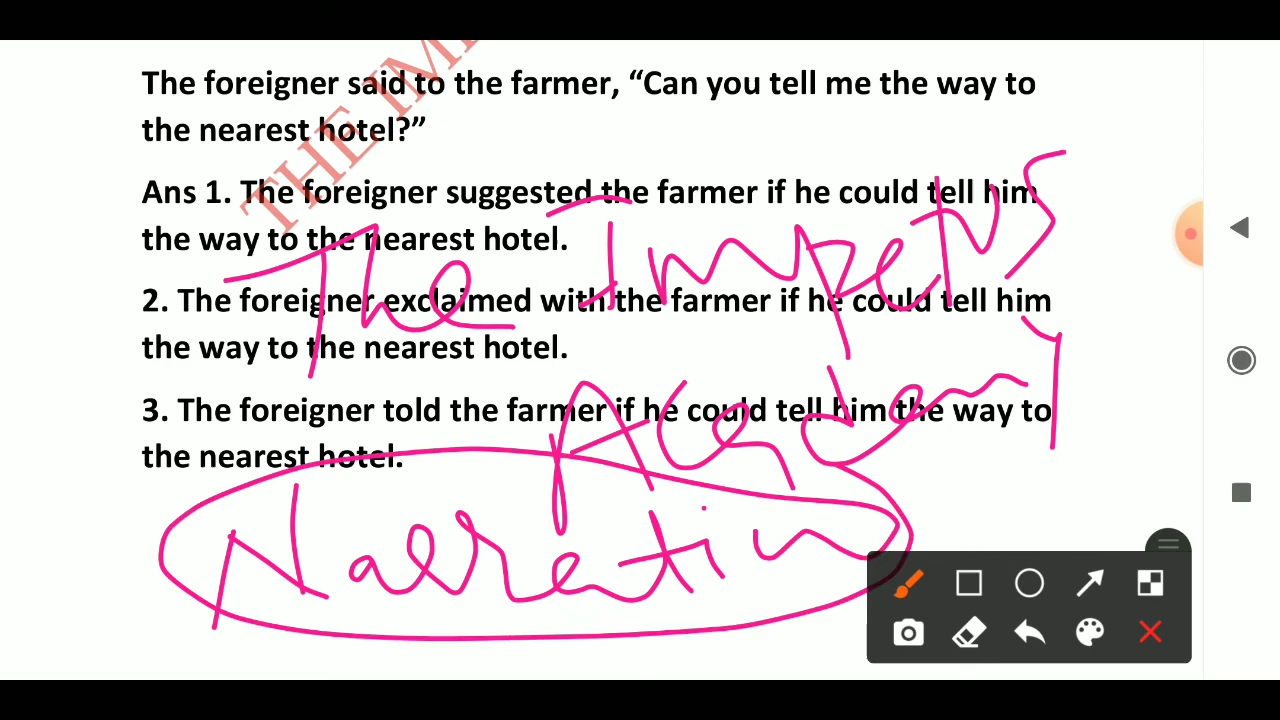 The foreigner said to the farmer, “Can you tell me the way to
the nearest hotel?”
Ans 1. The foreigner suggested the farmer if he could tell him
the way to the nearest hotel.
2. The foreigner exclaimed with the farmer if he could tell him
the way to the nearest hotel.
3. The foreigner told the farmer if he could tell him the way to
the nearest hotel.
THE IM
The Impetus
Academy
Narration